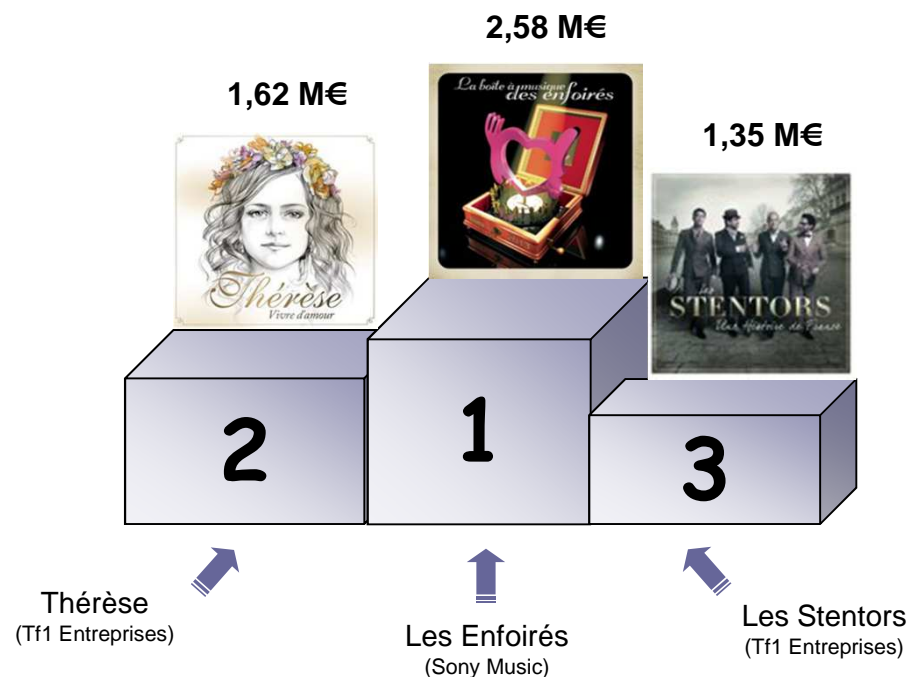 2,58 M€
1,62 M€
1,35 M€
La boîte à musique
des enfoirés
Thérèse
Vivre d'amour
Les
STENTORS
Une Histoire de France
2
1
3
Thérèse
(Tf1 Entreprises)
Les Enfoirés
(Sony Music)
Les Stentors
(Tf1 Entreprises)